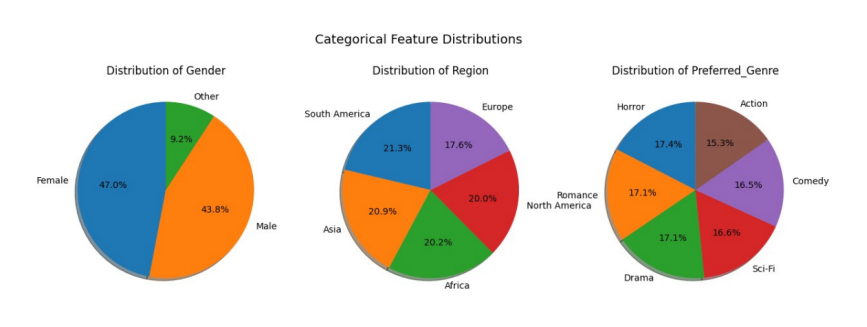 Categorical Feature Distributions
Distribution of Gender
Other
9.2%
Female
47.0%
43.8%
Male
Distribution of Region
South America
Europe
21.3%
17.6%
20.9%
20.0%
North America
Asia
20.2%
Africa
Distribution of Preferred_Genre
Horror
Action
17.4%
15.3%
Romance
17.1%
16.5%
Comedy
17.1%
16.6%
Drama
Sci-Fi